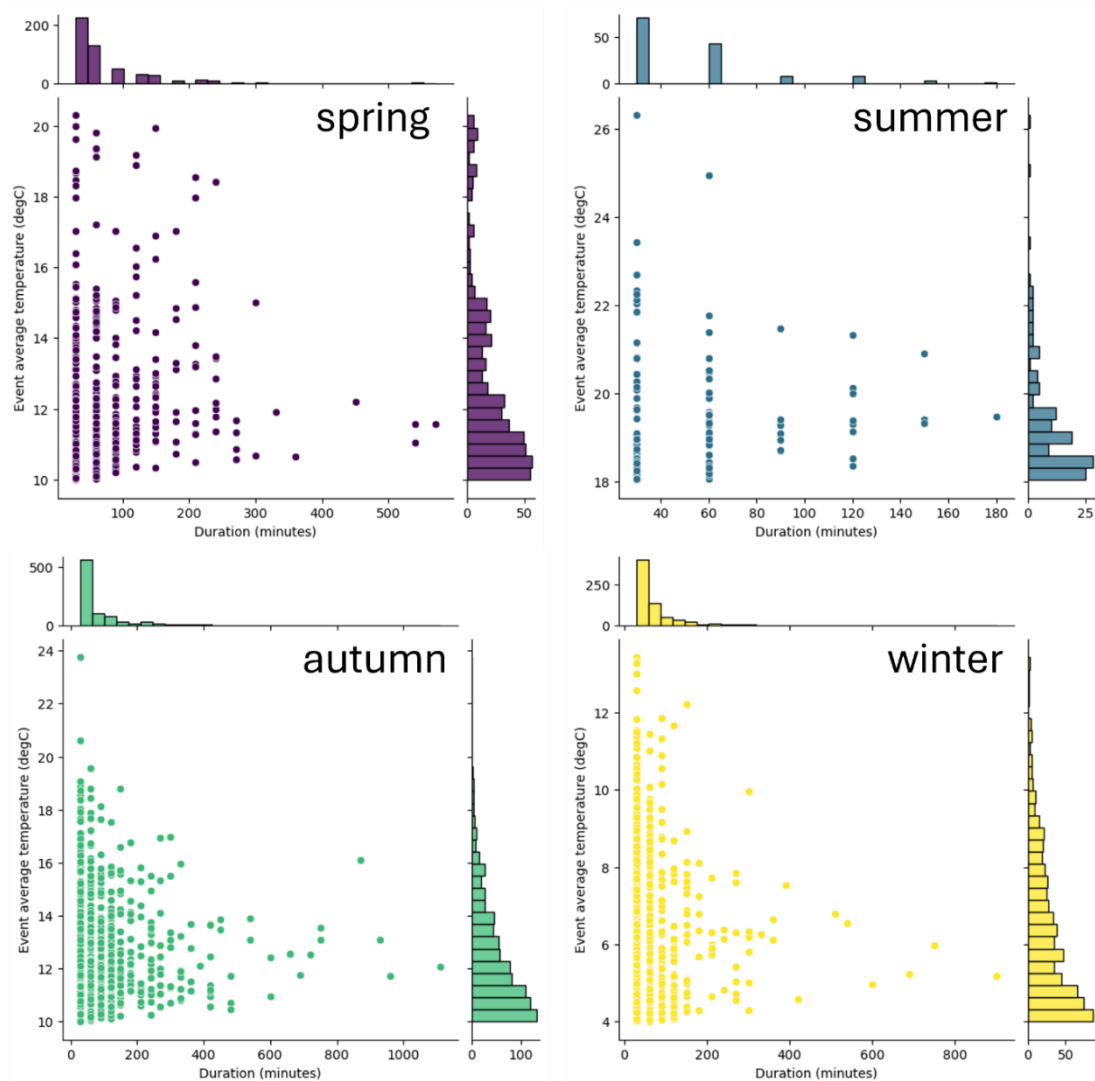 200
0
spring
20
18
16
14
12
10
Event average temperature (degC)
100 200 300 400 500
Duration (minutes)
0 50
50
0
summer
26
24
22
20
18
Event average temperature (degC)
40 60 80 100 120 140 160 180
Duration (minutes)
0 25
500
0
autumn
24
22
20
18
16
14
12
10
Event average temperature (degC)
0 200 400 600 800 1000
Duration (minutes)
0 100
250
0
winter
12
10
8
6
4
Event average temperature (degC)
0 200 400 600 800
Duration (minutes)
0 50